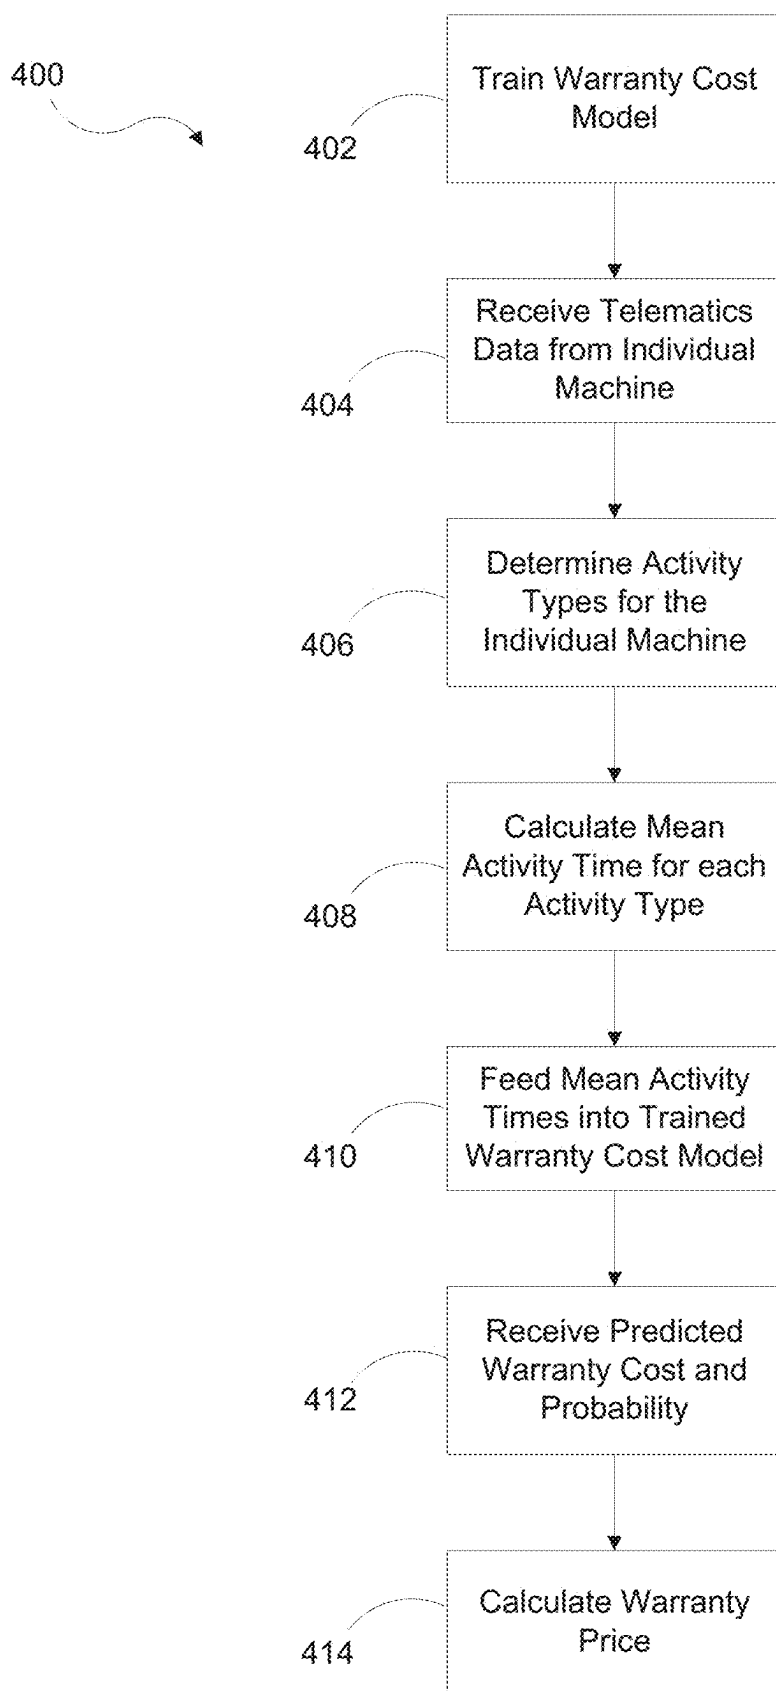 400
Train Warranty Cost
Model
402
Receive Telematics
Data from Individual
Machine
404
Determine Activity
Types for the
Individual Machine
406
Calculate Mean
Activity Time for each
Activity Type
408
Feed Mean Activity
Times into Trained
Warranty Cost Model
410
Receive Predicted
Warranty Cost and
Probability
412
Calculate Warranty
Price
414